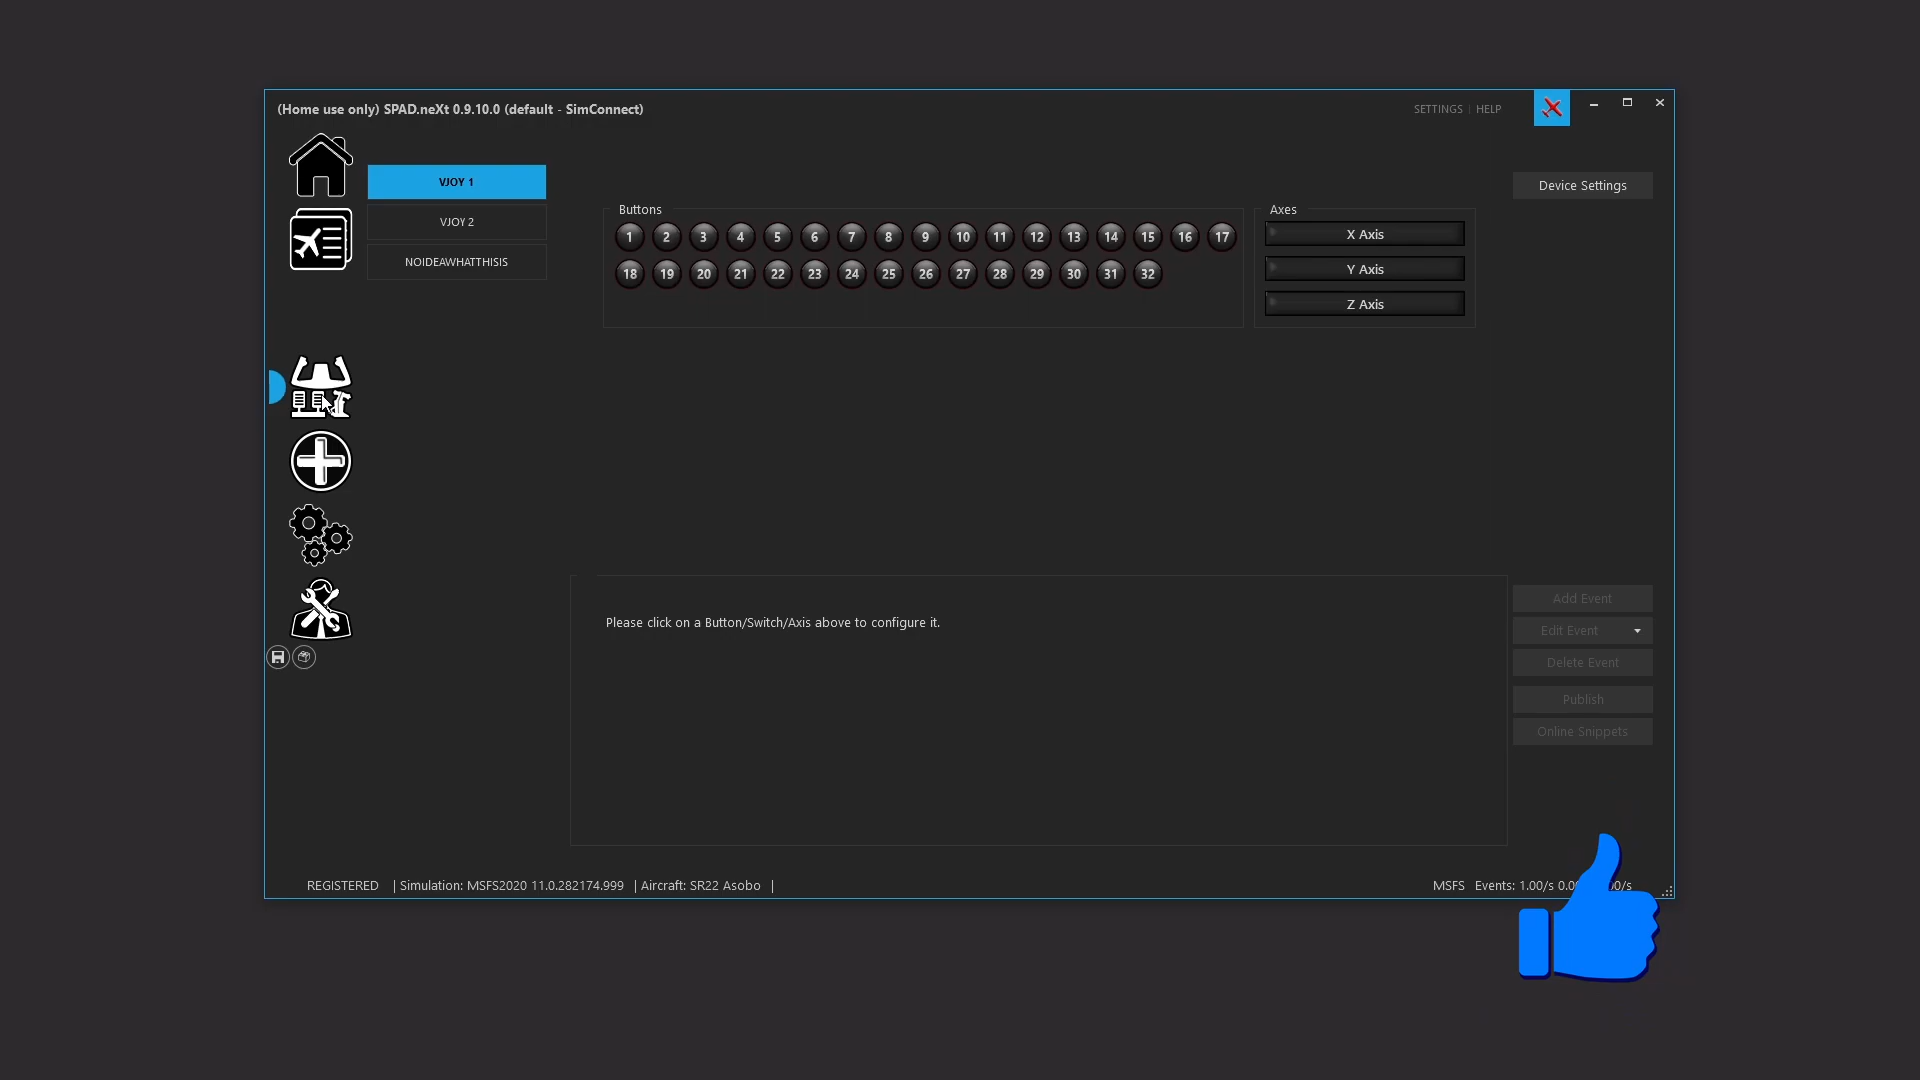 (Home use only) SPAD.neXt 0.9.10.0 (default - SimConnect)
SETTINGS | HELP
VJOY 1
VJOY 2
NOIDEAWHATTHISIS
Device Settings
Buttons
1 2 3 4 5 6 7 8 9 10 11 12 13 14 15 16 17
18 19 20 21 22 23 24 25 26 27 28 29 30 31 32
Axes
X Axis
Y Axis
Z Axis
Please click on a Button/Switch/Axis above to configure it.
Add Event
Edit Event
Delete Event
Publish
Online Snippets
REGISTERED | Simulation: MSFS2020 11.0.282174.999 | Aircraft: SR22 Asobo |
MSFS Events: 1.00/s